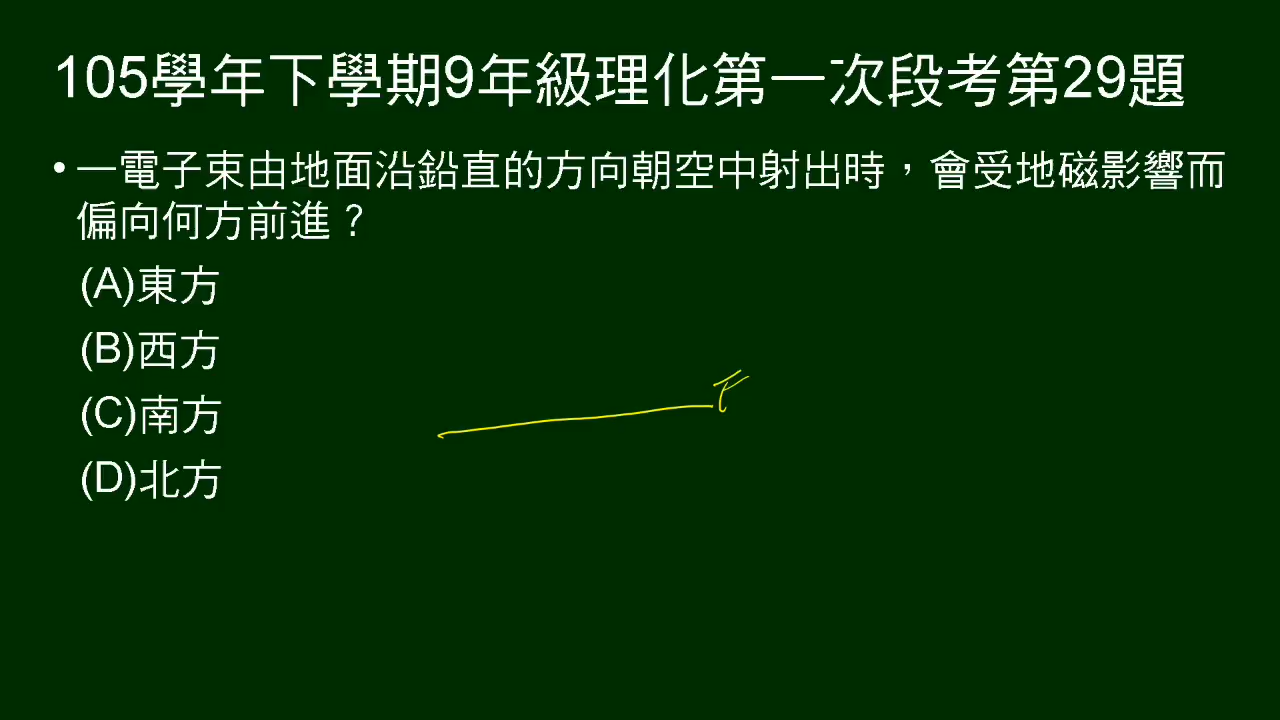 105學年下學期9年級理化第一次段考第29題
• 一電子束由地面沿鉛直的方向朝空中射出時，會受地磁影響而
偏向何方前進？
(A)東方
(B)西方
(C)南方
(D)北方